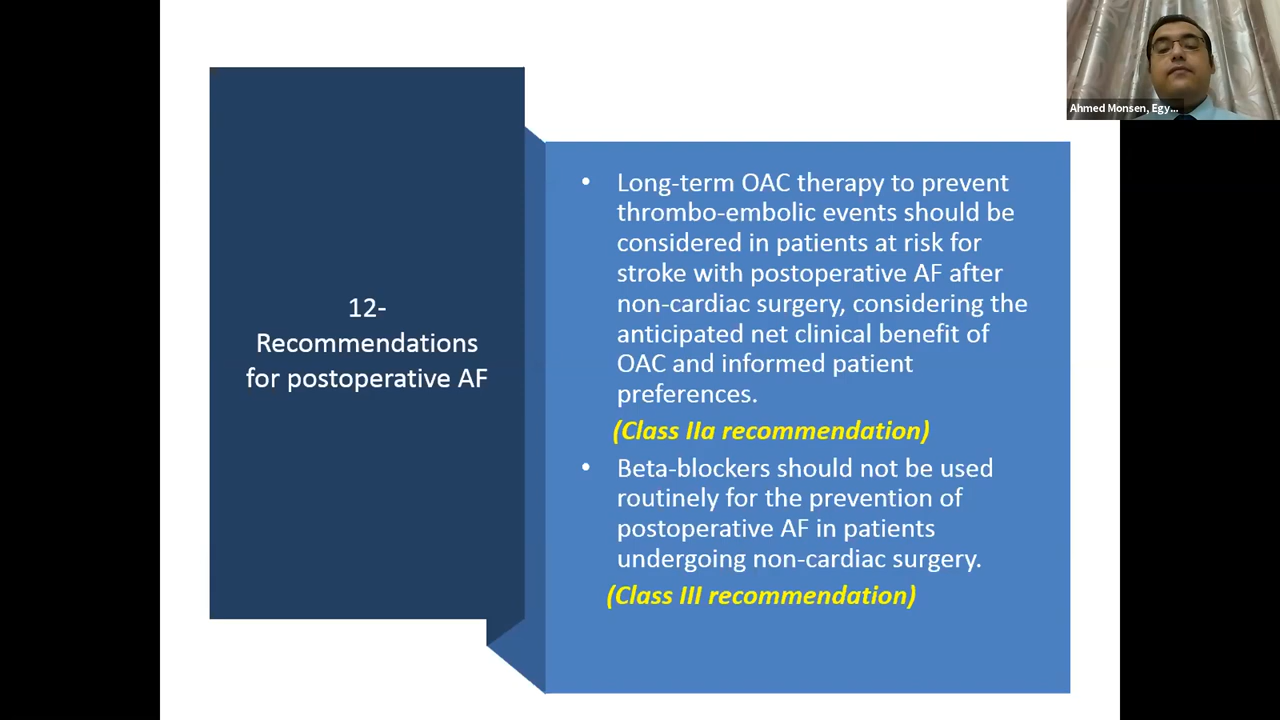 12-
Recommendations
for postoperative AF
• Long-term OAC therapy to prevent
thrombo-embolic events should be
considered in patients at risk for
stroke with postoperative AF after
non-cardiac surgery, considering the
anticipated net clinical benefit of
OAC and informed patient
preferences.
(Class IIa recommendation)
• Beta-blockers should not be used
routinely for the prevention of
postoperative AF in patients
undergoing non-cardiac surgery.
(Class III recommendation)
Ahmed Monsen, Egy...